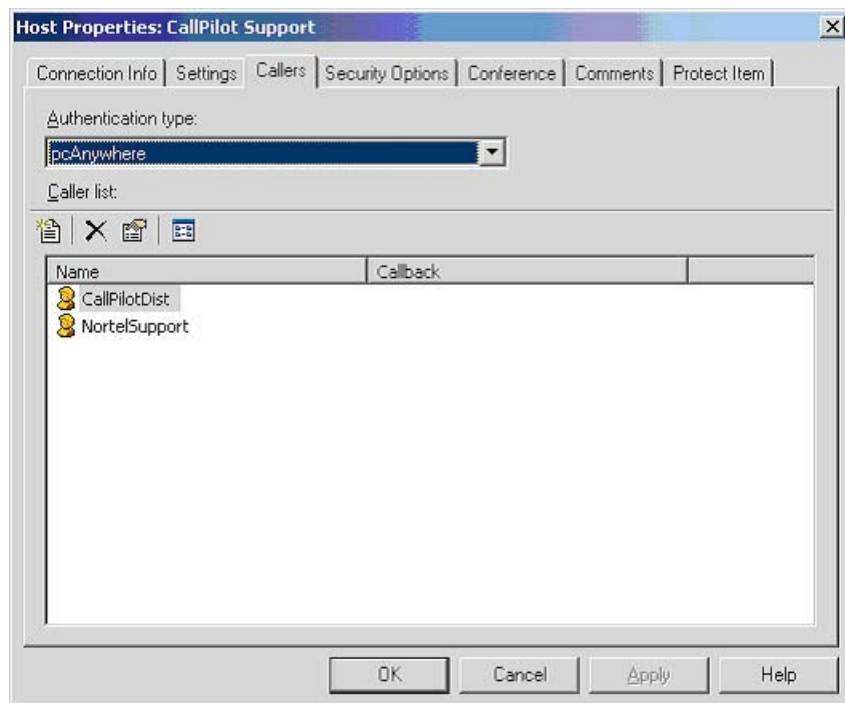 Host Properties: CallPilot Support
Connection Info Settings Callers Security Options Conference Comments Protect Item
Authentication type:
pcAnywhere
Caller list:
Name Callback
CallPilotDist
NortelSupport
OK Cancel Apply Help